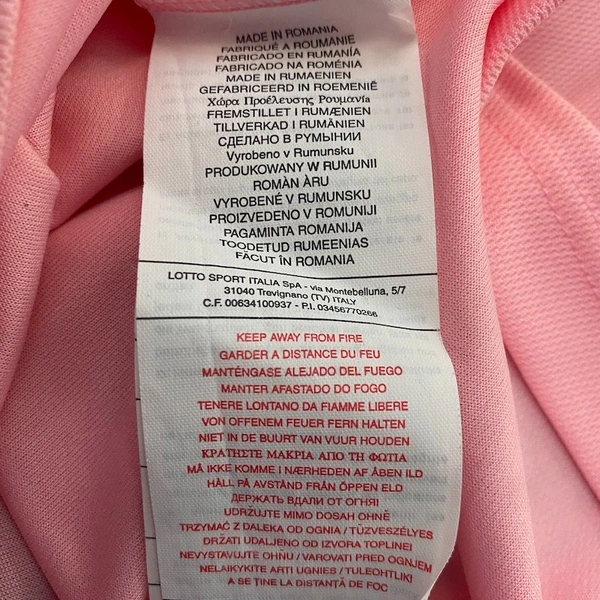 MADE IN ROMANIA
FABRIQUÉ A ROUMANIE
FABRICADO EN RUMANÍA
FABRICADO NA ROMÉNIA
MADE IN RUMAENIEN
GEFABRICEERD IN ROEMENIË
Χώρα Προέλευσης Ρουμανία
FREMSTILLET I RUMÆNIEN
TILLVERKAD I RUMÄNIEN
СДЕЛАНО В РУМЫНИИ
Vyrobeno v Rumunsku
PRODUKOWANY W RUMUNII
ROMÀN ÀRU
VYROBENÉ V RUMUNSKU
PROIZVEDENO V ROMUNIJI
PAGAMINTA ROMANIJA
TOODETUD RUMEENIAS
FĂCUT ÎN ROMANIA
LOTTO SPORT ITALIA SpA - via Montebelluna, 5/7
31040 Trevignano (TV) ITALY
C.F. 00634100937 - P.I. 03456770266
KEEP AWAY FROM FIRE
GARDER A DISTANCE DU FEU
MANTÉNGASE ALEJADO DEL FUEGO
MANTER AFASTADO DO FOGO
TENERE LONTANO DA FIAMME LIBERE
VON OFFENEM FEUER FERN HALTEN
NIET IN DE BUURT VAN VUUR HOUDEN
ΚΡΑΤΗΣΤΕ ΜΑΚΡΙΑ ΑΠΟ ΤΗ ΦΩΤΙΑ
MÅ IKKE KOMME I NÆRHEDEN AF ÅBEN ILD
HÅLL PÅ AVSTÅND FRÅN ÖPPEN ELD
ДЕРЖАТЬ ВДАЛИ ОТ ОГНЯ!
UDRŽUJTE MIMO DOSAH OHNĚ
TRZYMAĆ Z DALEKA OD OGNIA / TŰZVESZÉLYES
DRŽATI UDALJENO OD IZVORA TOPLINE!
NEVYSTAVUJTE OHŇU / VAROVATI PRED OGNJEM
NELAIKYKITE ARTI UGNIES / TULEOHTLIK!
A SE ȚINE LA DISTANȚĂ DE FOC